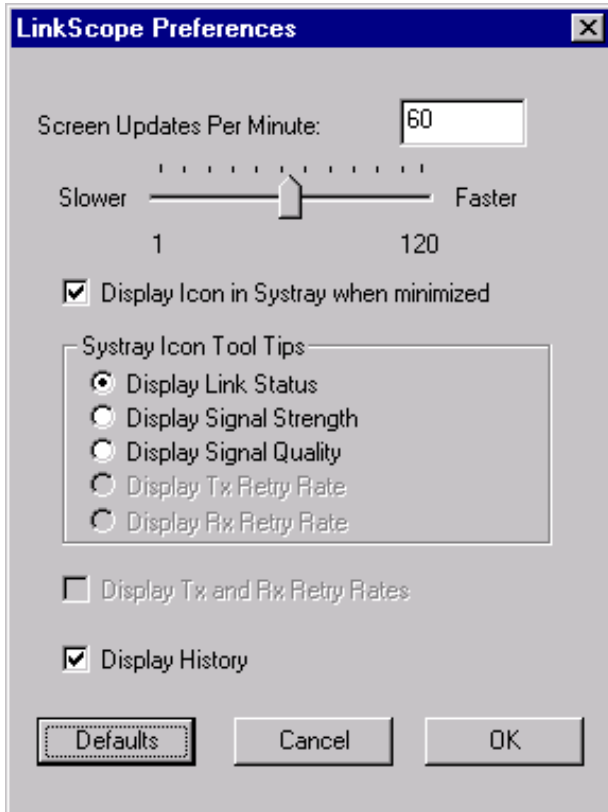 LinkScope Preferences
Screen Updates Per Minute: 60
Slower Faster
1 120
Display Icon in Systray when minimized
Systray Icon Tool Tips
Display Link Status
Display Signal Strength
Display Signal Quality
Display Tx Retry Rate
Display Rx Retry Rate
Display Tx and Rx Retry Rates
Display History
Defaults Cancel OK